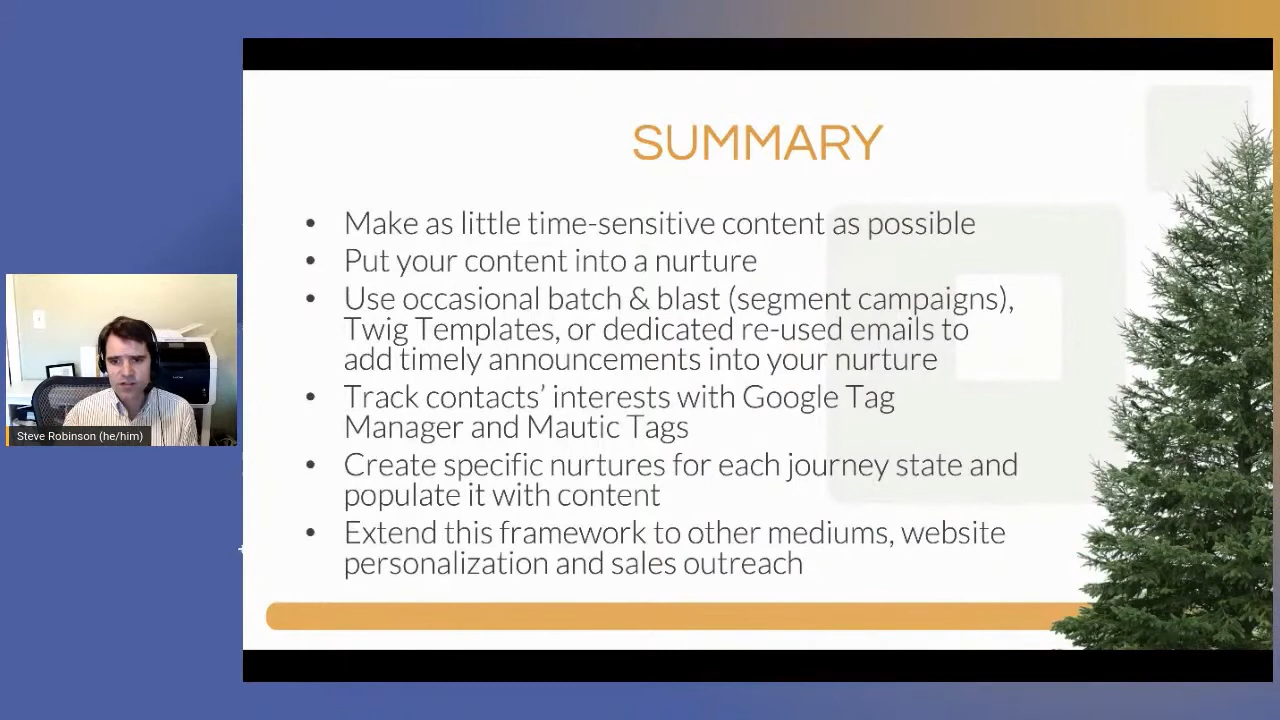 SUMMARY
• Make as little time-sensitive content as possible
• Put your content into a nurture
• Use occasional batch & blast (segment campaigns),
Twig Templates, or dedicated re-used emails to
add timely announcements into your nurture
• Track contacts’ interests with Google Tag
Manager and Mautic Tags
• Create specific nurtures for each journey state and
populate it with content
• Extend this framework to other mediums, website
personalization and sales outreach
Steve Robinson (he/him)